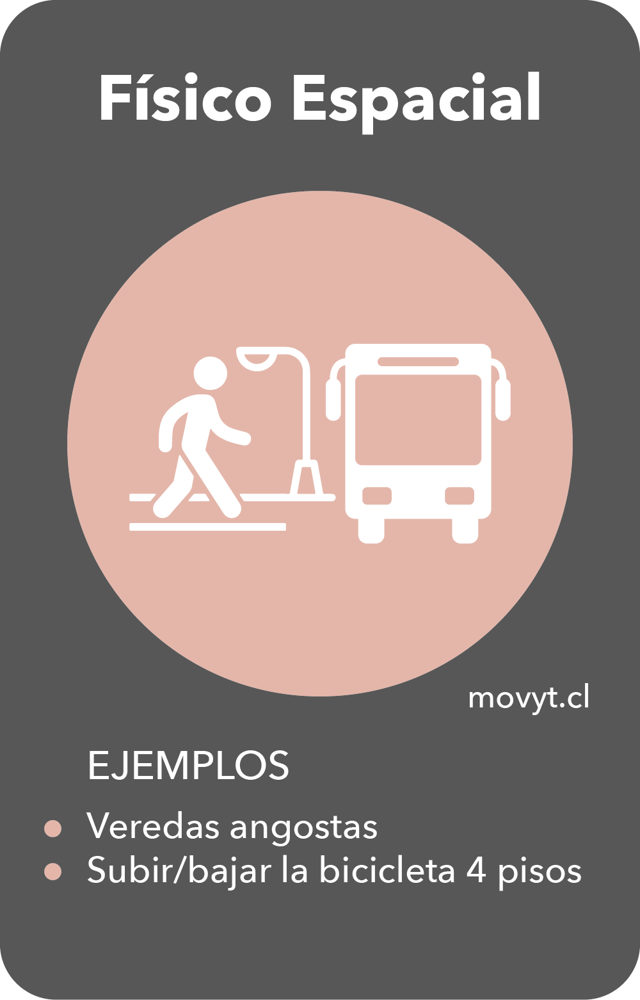 Físico Espacial
movyt.cl
EJEMPLOS
Veredas angostas
Subir/bajar la bicicleta 4 pisos